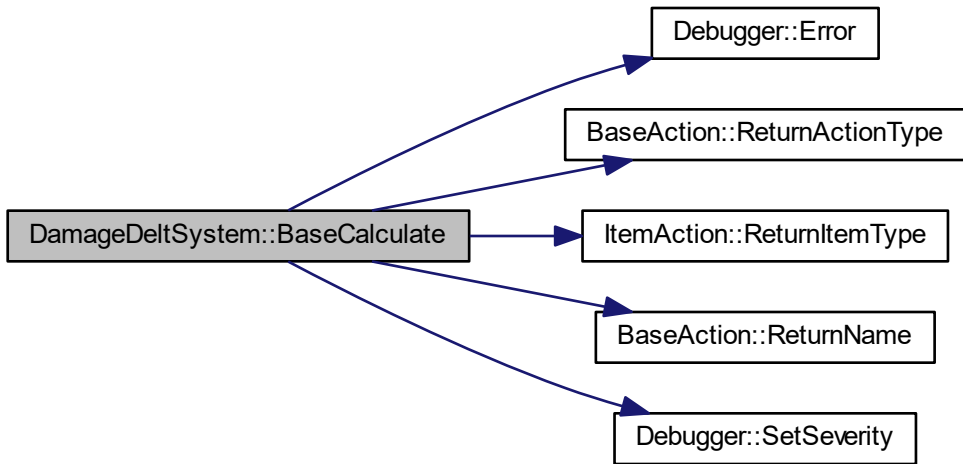 Debugger::Error
BaseAction::ReturnActionType
DamageDeltSystem::BaseCalculate
ItemAction::ReturnItemType
BaseAction::ReturnName
Debugger::SetSeverity